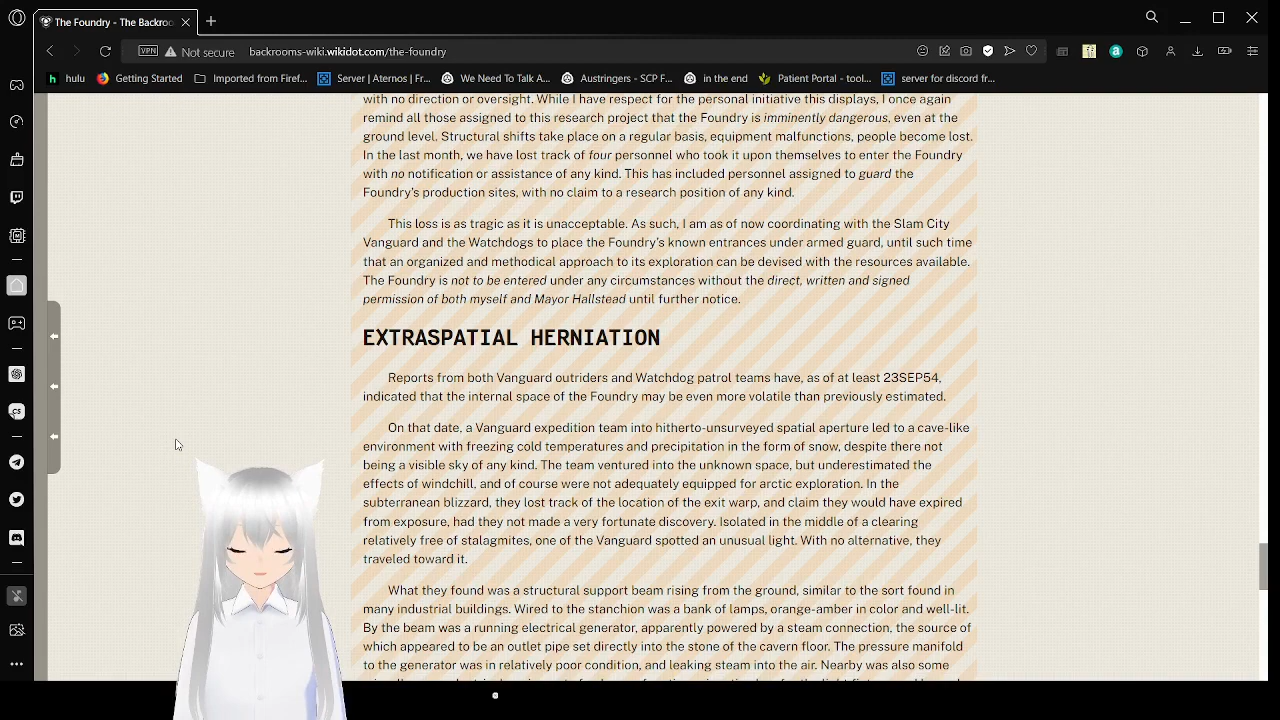 The Foundry - The Backroo
Not secure
VPN
backrooms-wiki.wikidot.com/the-foundry
hulu
Getting Started
Imported from Firef...
Server | Aternos | Fr...
We Need To Talk A...
Austringers - SCP F...
in the end
Patient Portal - tool...
server for discord fr...
with no direction or oversight. While I have respect for the personal initiative this displays, I once again
remind all those assigned to this research project that the Foundry is imminently dangerous, even at the
ground level. Structural shifts take place on a regular basis, equipment malfunctions, people become lost.
In the last month, we have lost track of four personnel who took it upon themselves to enter the Foundry
with no notification or assistance of any kind. This has included personnel assigned to guard the
Foundry's production sites, with no claim to a research position of any kind.
This loss is as tragic as it is unacceptable. As such, I am as of now coordinating with the Slam City
Vanguard and the Watchdogs to place the Foundry's known entrances under armed guard, until such time
that an organized and methodical approach to its exploration can be devised with the resources available.
The Foundry is not to be entered under any circumstances without the direct, written and signed
permission of both myself and Mayor Hallstead until further notice.
EXTRASPATIAL HERNIATION
Reports from both Vanguard outriders and Watchdog patrol teams have, as of at least 23SEP54,
indicated that the internal space of the Foundry may be even more volatile than previously estimated.
On that date, a Vanguard expedition team into hitherto-unsurveyed spatial aperture led to a cave-like
environment with freezing cold temperatures and precipitation in the form of snow, despite there not
being a visible sky of any kind. The team ventured into the unknown space, but underestimated the
effects of windchill, and of course were not adequately equipped for arctic exploration. In the
subterranean blizzard, they lost track of the location of the exit warp, and claim they would have expired
from exposure, had they not made a very fortunate discovery. Isolated in the middle of a clearing
relatively free of stalagmites, one of the Vanguard spotted an unusual light. With no alternative, they
traveled toward it.
What they found was a structural support beam rising from the ground, similar to the sort found in
many industrial buildings. Wired to the stanchion was a bank of lamps, orange-amber in color and well-lit.
By the beam was a running electrical generator, apparently powered by a steam connection, the source of
which appeared to be an outlet pipe set directly into the stone of the cavern floor. The pressure manifold
to the generator was in relatively poor condition, and leaking steam into the air. Nearby was also some